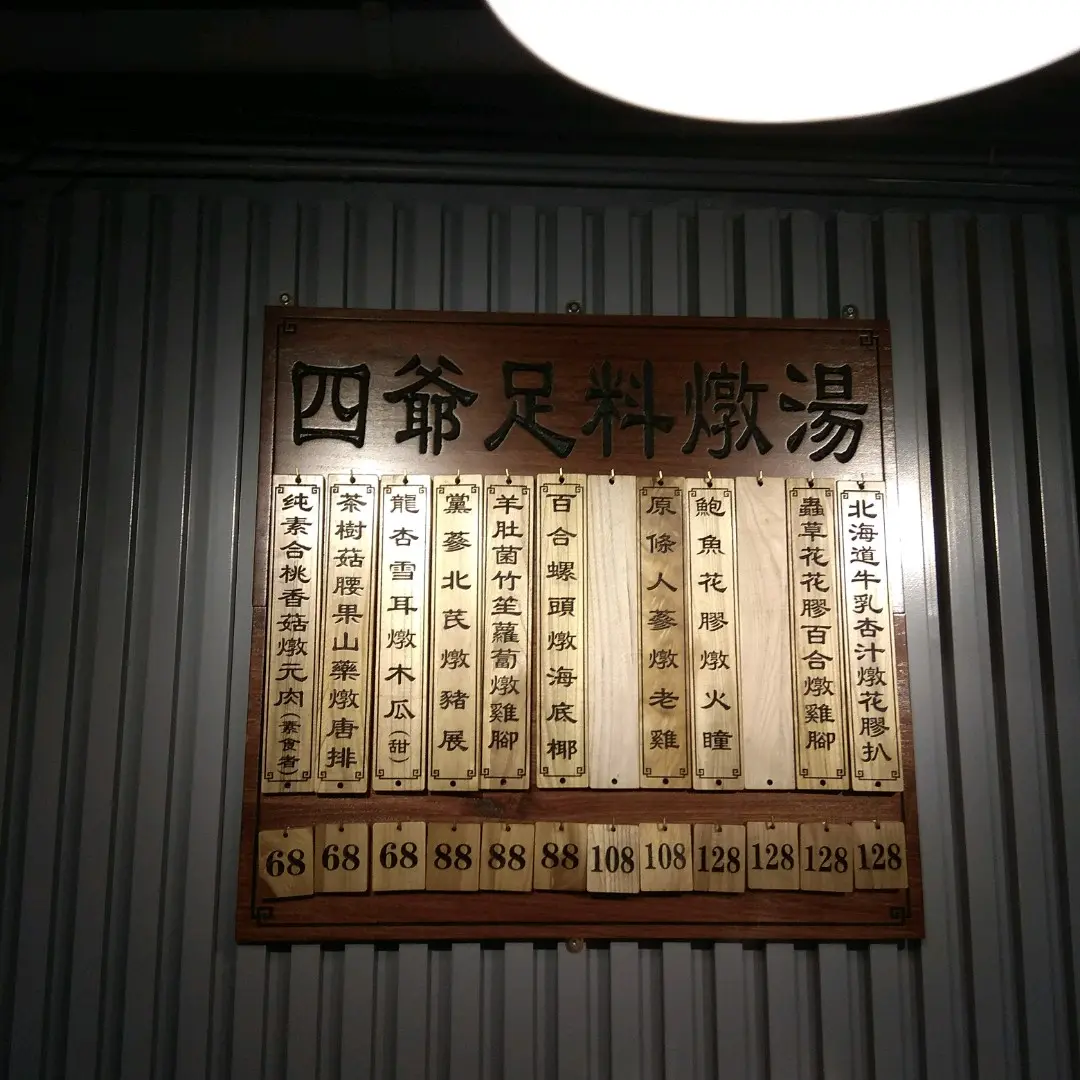 四爺足料燉湯
纯素合桃香菇燉元肉(素食者)
茶樹菇腰果山藥燉唐排
龍杏雪耳燉木瓜(甜)
黨蔘北芪燉豬展
羊肚菌竹笙蘿蔔燉雞腳
百合螺頭燉海底椰
原條人蔘燉老雞
鮑魚花膠燉火瞳
蟲草花花膠百合燉雞腳
北海道牛乳杏汁燉花膠扒
68 68 68 88 88 88 108 108 128 128 128 128